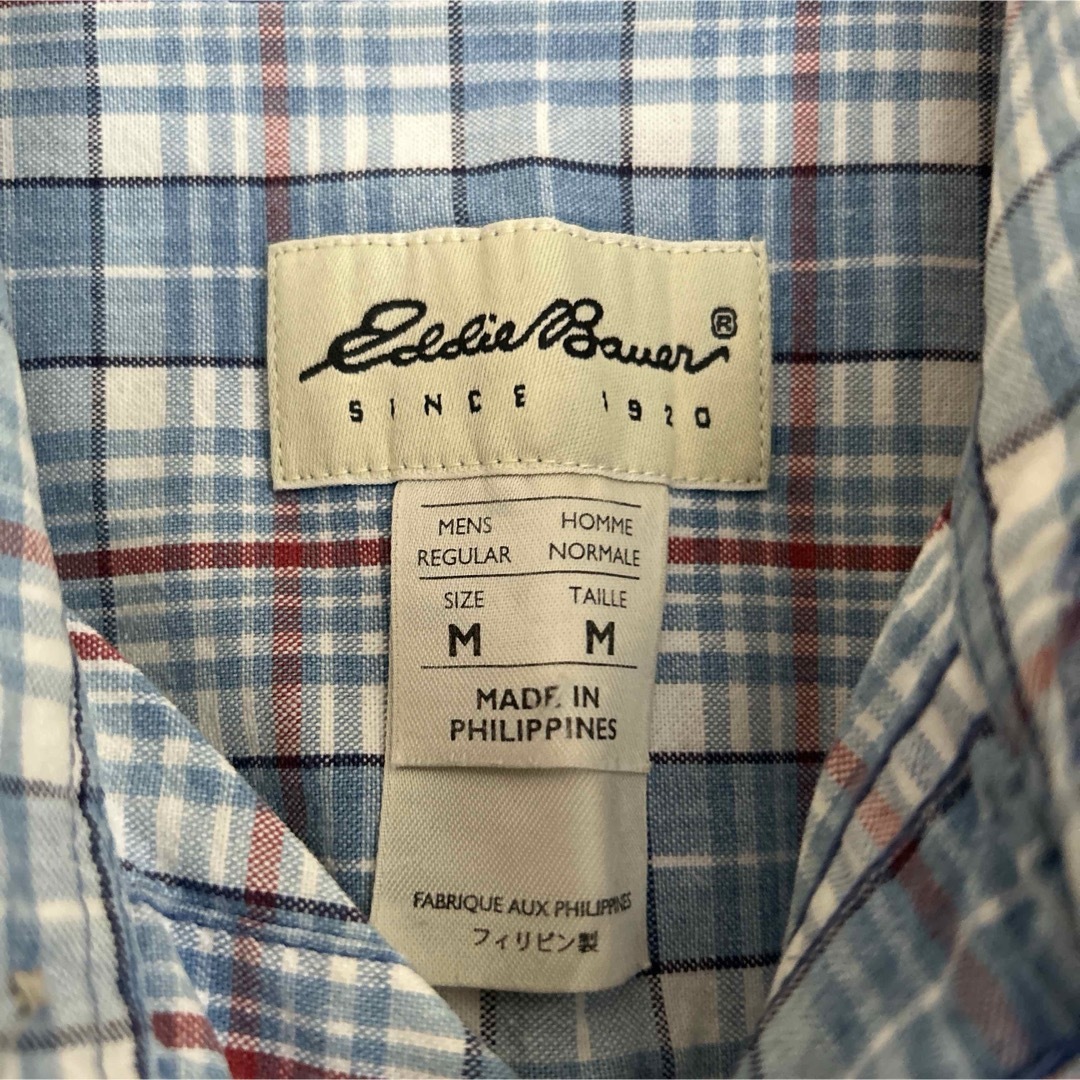 Eddie Bauer®
SINCE 1920
MENS HOMME
REGULAR NORMALE
SIZE TAILLE
M M
MADE IN
PHILIPPINES
FABRIQUE AUX PHILIPPINES
フィリピン製